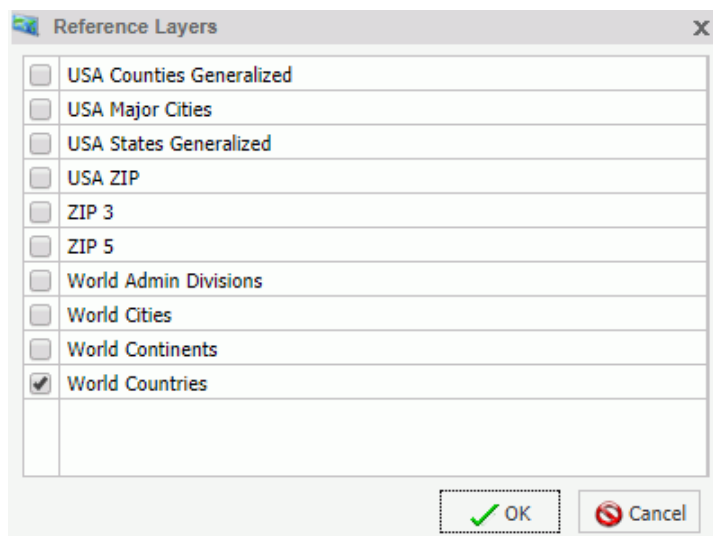 Reference Layers
X
USA Counties Generalized
USA Major Cities
USA States Generalized
USA ZIP
ZIP 3
ZIP 5
World Admin Divisions
World Cities
World Continents
World Countries
OK Cancel